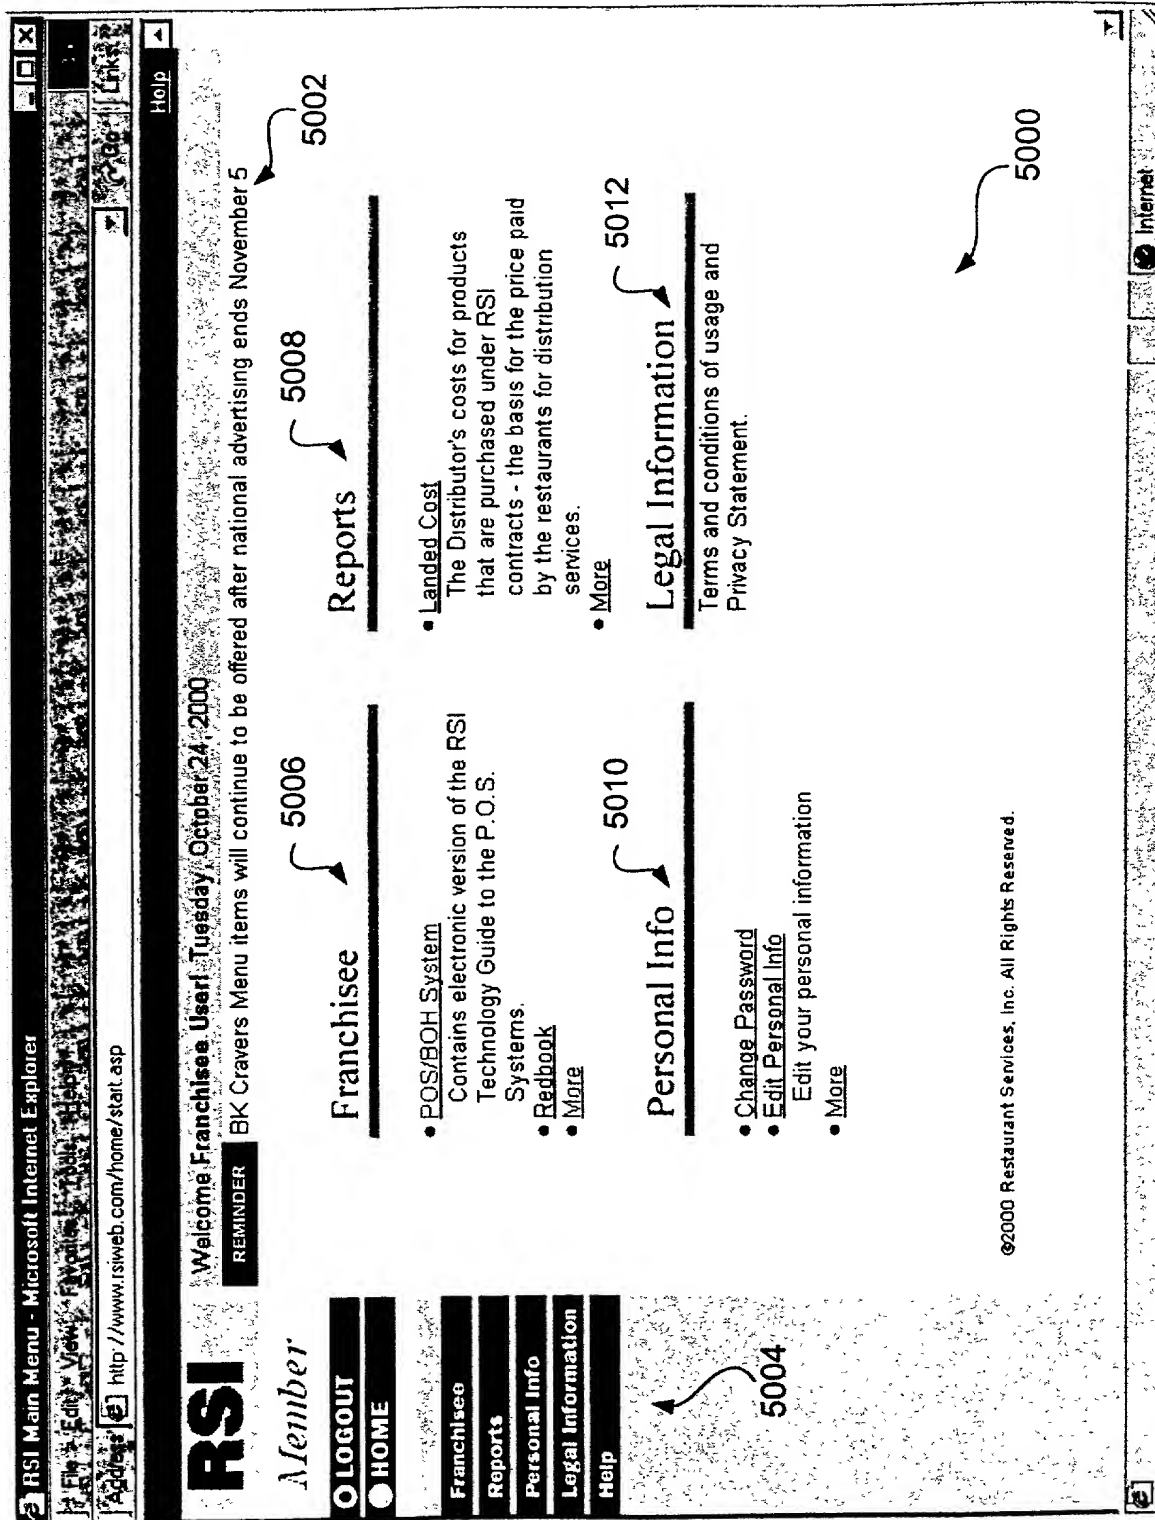 RSI Main Menu - Microsoft Internet Explorer
File Edit View Favorites Tools Help
Address http://www.rsiweb.com/home/start.asp Go Links
Help
RSI
Welcome Franchisee User! Tuesday, October 24, 2000
REMINDER BK Cravers Menu items will continue to be offered after national advertising ends November 5
5002
Member
LOGOUT
HOME
Franchisee
Reports
Personal Info
Legal Information
Help
5004
Franchisee
5006
• POS/BOH System
Contains electronic version of the RSI
Technology Guide to the P.O.S.
Systems.
• Redbook
• More
Reports
5008
• Landed Cost
The Distributor's costs for products
that are purchased under RSI
contracts - the basis for the price paid
by the restaurants for distribution
services.
• More
Personal Info
5010
• Change Password
• Edit Personal Info
Edit your personal information
• More
Legal Information
5012
Terms and conditions of usage and
Privacy Statement.
5000
©2000 Restaurant Services, Inc. All Rights Reserved.
Internet